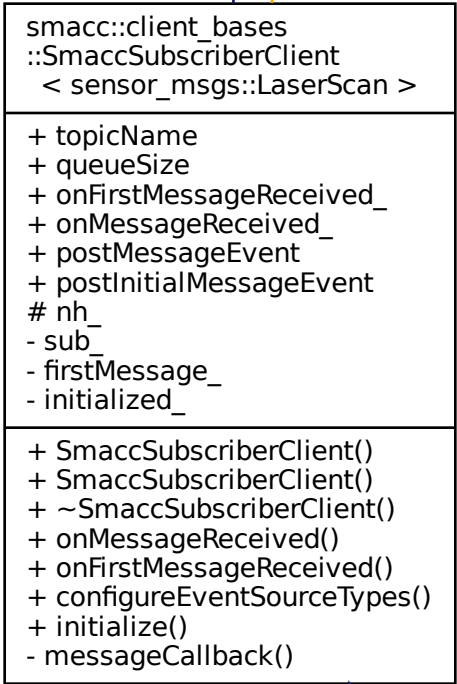 smacc::client_bases
::SmaccSubscriberClient
< sensor_msgs::LaserScan >
+ topicName
+ queueSize
+ onFirstMessageReceived_
+ onMessageReceived_
+ postMessageEvent
+ postInitialMessageEvent
# nh_
- sub_
- firstMessage_
- initialized_
+ SmaccSubscriberClient()
+ SmaccSubscriberClient()
+ ~SmaccSubscriberClient()
+ onMessageReceived()
+ onFirstMessageReceived()
+ configureEventSourceTypes()
+ initialize()
- messageCallback()